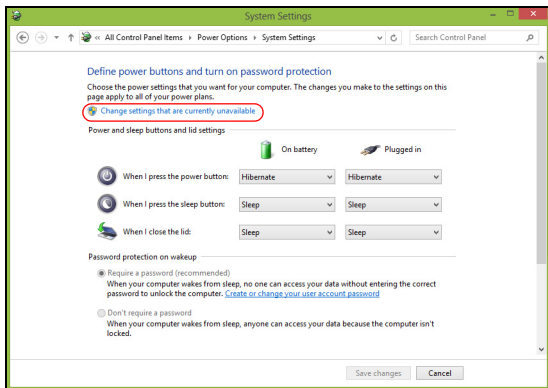 System Settings
« All Control Panel Items Power Options System Settings
Search Control Panel
Define power buttons and turn on password protection
Choose the power settings that you want for your computer. The changes you make to the settings on this
page apply to all of your power plans.
Change settings that are currently unavailable
Power and sleep buttons and lid settings
On battery Plugged in
When I press the power button: Hibernate Hibernate
When I press the sleep button: Sleep Sleep
When I close the lid: Sleep Sleep
Password protection on wakeup
Require a password (recommended)
When your computer wakes from sleep, no one can access your data without entering the correct
password to unlock the computer. Create or change your user account password
Don't require a password
When your computer wakes from sleep, anyone can access your data because the computer isn't
locked.
Save changes Cancel